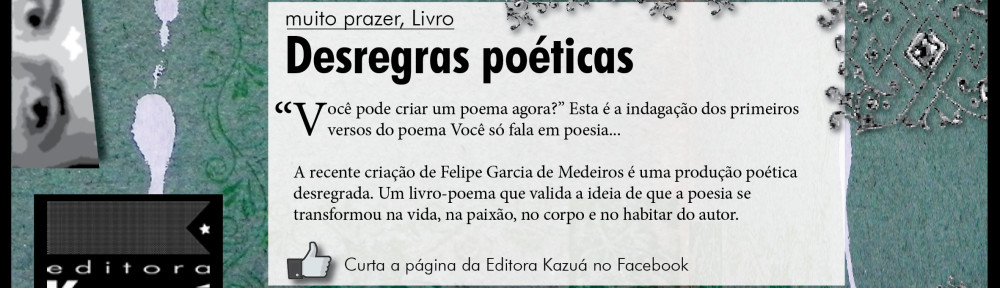 muito prazer, Livro
Desregras poéticas
“Você pode criar um poema agora?” Esta é a indagação dos primeiros
versos do poema Você só fala em poesia...
A recente criação de Felipe Garcia de Medeiros é uma produção poética
desregrada. Um livro-poema que valida a ideia de que a poesia se
transformou na vida, na paixão, no corpo e no habitar do autor.
Curta a página da Editora Kazuá no Facebook
editora